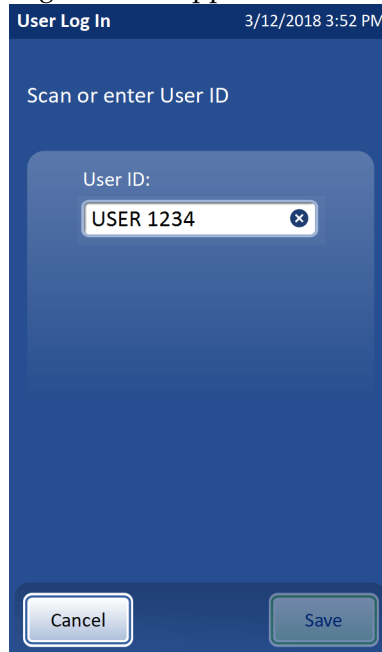 User Log In 3/12/2018 3:52 PM
Scan or enter User ID
User ID:
USER 1234
Cancel Save